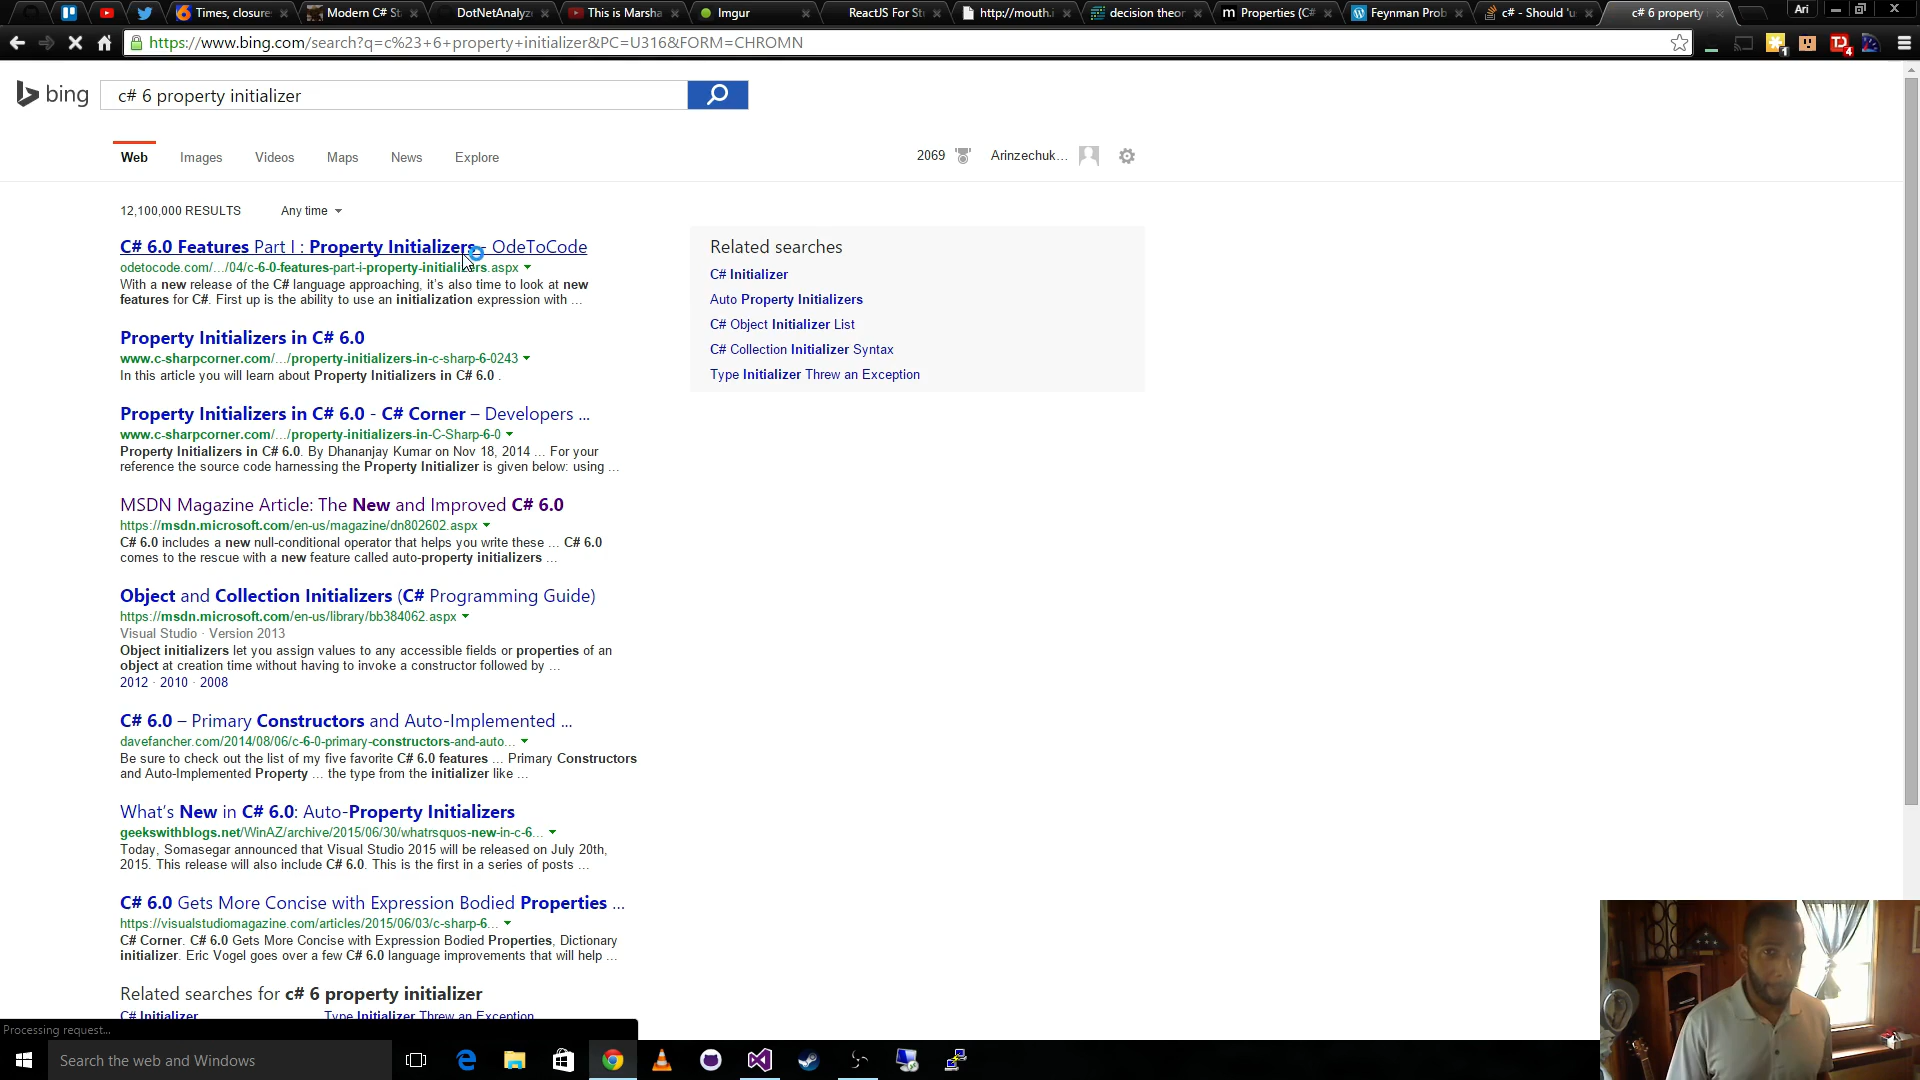 Times, closure
Modern C# St
DotNetAnalyz
This is Marsha
Imgur
ReactJS For St
http://mouth.i
decision theor
Properties (C#
Feynman Prob
c# - Should 'u
c# 6 property
Ari
https://www.bing.com/search?q=c%23+6+property+initializer&PC=U316&FORM=CHROMN
1
TD
4
bing
c# 6 property initializer
Web
Images
Videos
Maps
News
Explore
2069
Arinzechuk...
12,100,000 RESULTS
Any time
C# 6.0 Features Part I : Property Initializers - OdeToCode
odetocode.com/.../04/c-6-0-features-part-i-property-initializers.aspx
With a new release of the C# language approaching, it's also time to look at new
features for C#. First up is the ability to use an initialization expression with ...
Property Initializers in C# 6.0
www.c-sharpcorner.com/.../property-initializers-in-c-sharp-6-0243
In this article you will learn about Property Initializers in C# 6.0 .
Property Initializers in C# 6.0 - C# Corner – Developers ...
www.c-sharpcorner.com/.../property-initializers-in-C-Sharp-6-0
Property Initializers in C# 6.0. By Dhananjay Kumar on Nov 18, 2014 ... For your
reference the source code harnessing the Property Initializer is given below: using ...
MSDN Magazine Article: The New and Improved C# 6.0
https://msdn.microsoft.com/en-us/magazine/dn802602.aspx
C# 6.0 includes a new null-conditional operator that helps you write these ... C# 6.0
comes to the rescue with a new feature called auto-property initializers ...
Object and Collection Initializers (C# Programming Guide)
https://msdn.microsoft.com/en-us/library/bb384062.aspx
Visual Studio · Version 2013
Object initializers let you assign values to any accessible fields or properties of an
object at creation time without having to invoke a constructor followed by ...
2012 · 2010 · 2008
C# 6.0 – Primary Constructors and Auto-Implemented ...
davefancher.com/2014/08/06/c-6-0-primary-constructors-and-auto...
Be sure to check out the list of my five favorite C# 6.0 features ... Primary Constructors
and Auto-Implemented Property ... the type from the initializer like ...
What's New in C# 6.0: Auto-Property Initializers
geekswithblogs.net/WinAZ/archive/2015/06/30/whatrsquos-new-in-c-6...
Today, Somasegar announced that Visual Studio 2015 will be released on July 20th,
2015. This release will also include C# 6.0. This is the first in a series of posts ...
C# 6.0 Gets More Concise with Expression Bodied Properties ...
https://visualstudiomagazine.com/articles/2015/06/03/c-sharp-6...
C# Corner. C# 6.0 Gets More Concise with Expression Bodied Properties, Dictionary
initializer. Eric Vogel goes over a few C# 6.0 language improvements that will help ...
Related searches for c# 6 property initializer
C# Initializer
Type Initializer Threw an Exception
Related searches
C# Initializer
Auto Property Initializers
C# Object Initializer List
C# Collection Initializer Syntax
Type Initializer Threw an Exception
Processing request...
Search the web and Windows